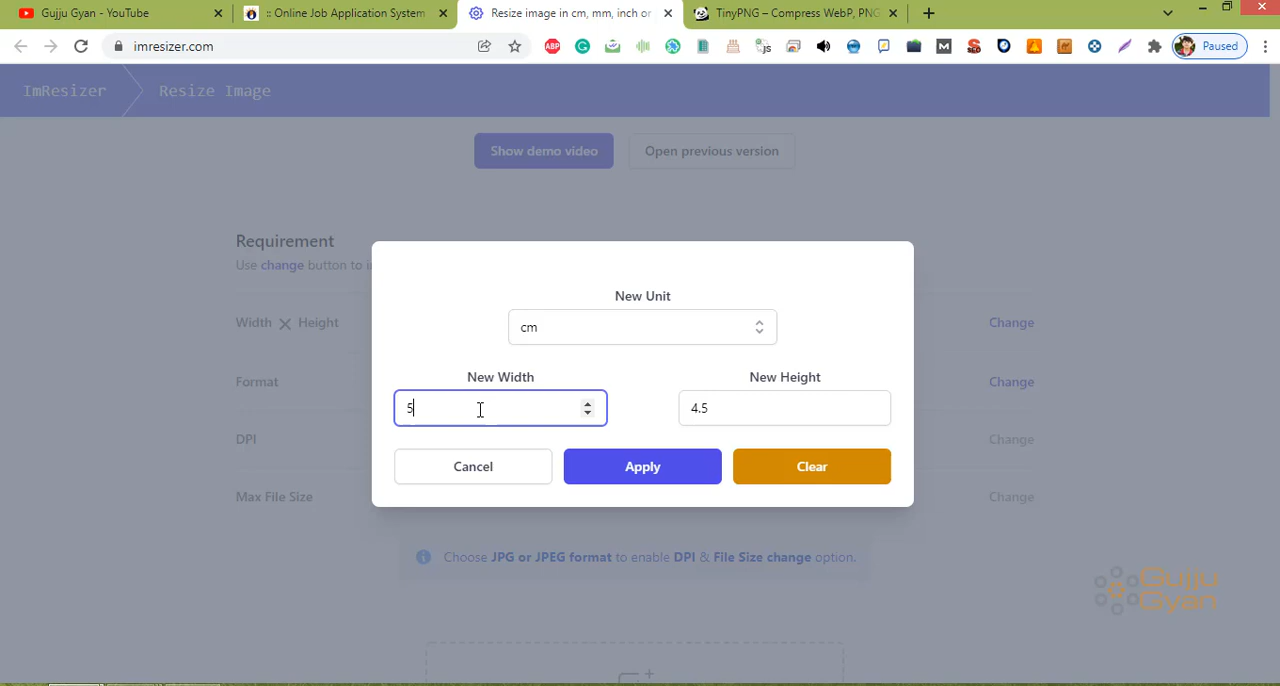 Gujju Gyan - YouTube
:: Online Job Application System
Resize image in cm, mm, inch or
TinyPNG – Compress WebP, PNG
imresizer.com
ABP
js
M
SEO
Paused
ImResizer
Resize Image
Show demo video
Open previous version
Requirement
Use change button to i
Width Height
Change
Format
Change
DPI
Change
Max File Size
Change
New Unit
cm
New Width
New Height
5
4.5
Cancel
Apply
Clear
Choose JPG or JPEG format to enable DPI & File Size change option.
Gujju
Gyan